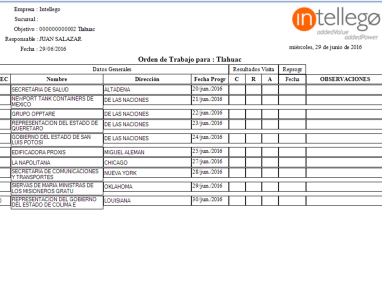 Empresa : Intellego
Sucursal :
Objetivo : 000000000002 Tlahuac
Responsable : JUAN SALAZAR
Fecha : 29/06/2016
intellego
addedValue
addedPower
miércoles, 29 de junio de 2016
Orden de Trabajo para : Tlahuac
Datos Generales Resultados Visita Reprogr
EC Nombre Dirección Fecha Progr C R A Fecha OBSERVACIONES
SECRETARIA DE SALUD ALTADENA 20/jun./2016
NEWPORT TANK CONTAINERS DE
MEXICO DE LAS NACIONES 21/jun./2016
GRUPO OPPTARE DE LAS NACIONES 22/jun./2016
REPRESENTACION DEL ESTADO DE
QUERETARO DE LAS NACIONES 23/jun./2016
GOBIERNO DEL ESTADO DE SAN
LUIS POTOSI DE LAS NACIONES 24/jun./2016
EDIFICADORA PROXIS MIGUEL ALEMAN 25/jun./2016
LA NAPOLITANA CHICAGO 27/jun./2016
SECRETARIA DE COMUNICACIONES
Y TRANSPORTES NUEVA YORK 28/jun./2016
SIERVAS DE MARIA MINISTRAS DE
LOS MISIONEROS GRATU OKLAHOMA 29/jun./2016
REPRESENTACION DEL GOBIERNO
DEL ESTADO DE COLIMA E LOUISIANA 30/jun./2016